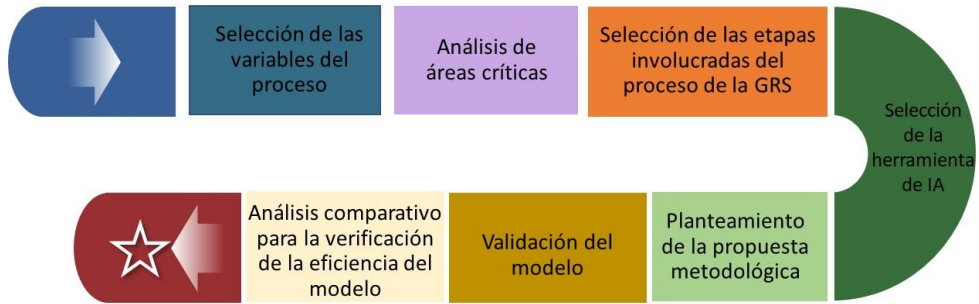 Selección de las
variables del
proceso
Análisis de
áreas críticas
Selección de las etapas
involucradas del
proceso de la GRS
Selección
de la
herramienta
de IA
Planteamiento
de la propuesta
metodológica
Validación del
modelo
Análisis comparativo
para la verificación
de la eficiencia del
modelo